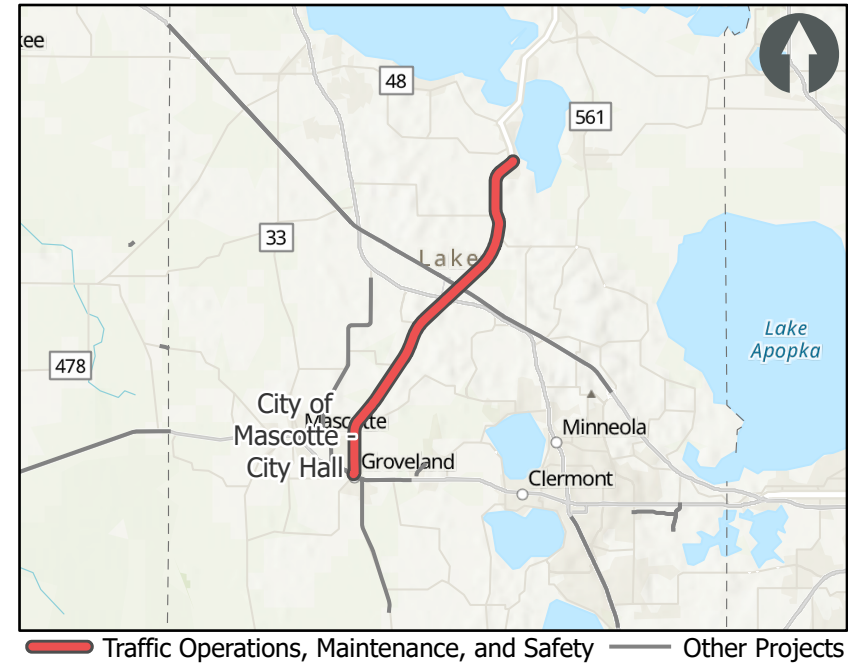 kee
48
561
33
Lake
Lake
Apopka
478
City of
Mascotte -
City Hall
Mascotte
Minneola
Groveland
Clermont
Traffic Operations, Maintenance, and Safety
Other Projects